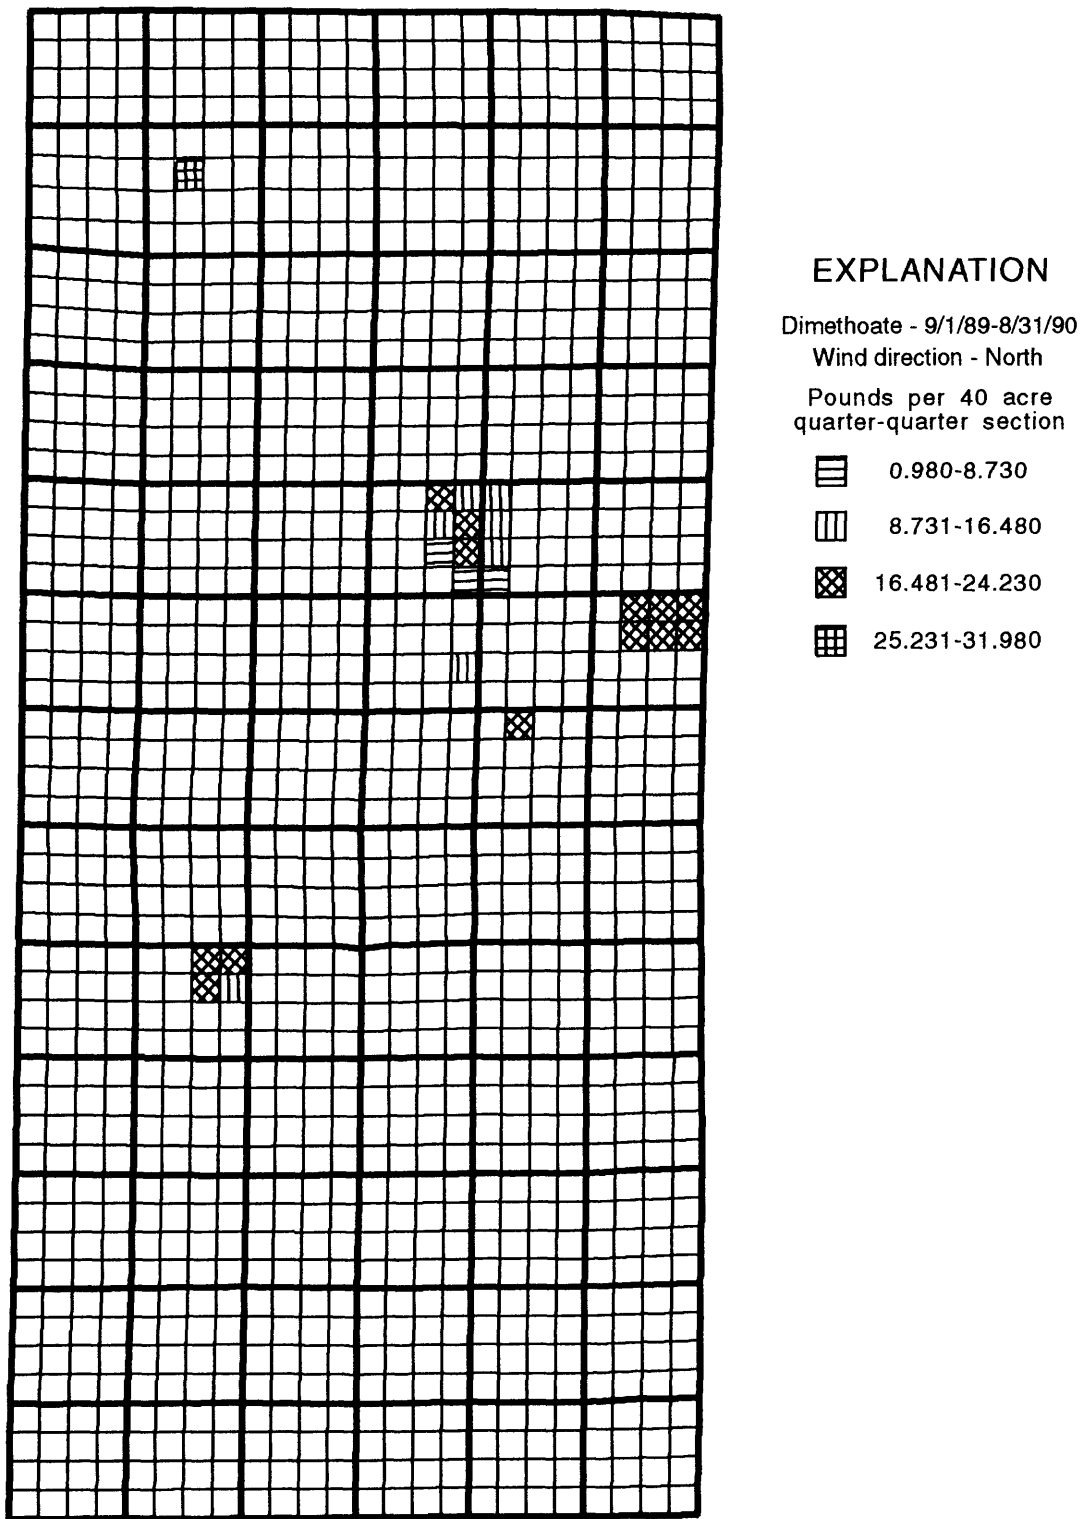 EXPLANATION
Dimethoate - 9/1/89-8/31/90
Wind direction - North
Pounds per 40 acre
quarter-quarter section
0.980-8.730
8.731-16.480
16.481-24.230
25.231-31.980